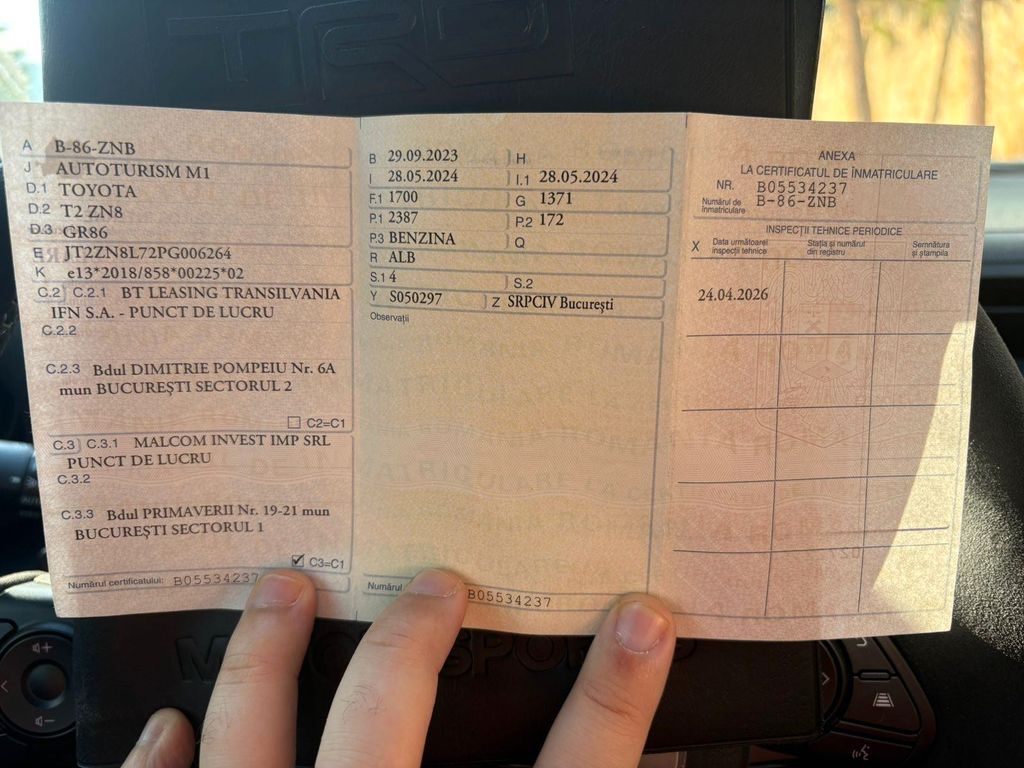 TRD
A B-86-ZNB
J AUTOTURISM M1
D.1 TOYOTA
D.2 T2 ZN8
D.3 GR86
E JT2ZN8L72PG006264
K e13*2018/858*00225*02
C.2 C.2.1 BT LEASING TRANSILVANIA
IFN S.A. - PUNCT DE LUCRU
C.2.2
C.2.3 Bdul DIMITRIE POMPEIU Nr. 6A
mun BUCUREȘTI SECTORUL 2
C2=C1
C.3 C.3.1 MALCOM INVEST IMP SRL
PUNCT DE LUCRU
C.3.2
C.3.3 Bdul PRIMAVERII Nr. 19-21 mun
BUCUREȘTI SECTORUL 1
C3=C1
Numărul certificatului: B05534237
B 29.09.2023 H
I 28.05.2024 I.1 28.05.2024
F.1 1700 G 1371
P.1 2387 P.2 172
P.3 BENZINA Q
R ALB
S.1 4 S.2
Y S050297 Z SRPCIV București
Observații
Numărul B05534237
ANEXA
LA CERTIFICATUL DE ÎNMATRICULARE
NR. B05534237
Numărul de înmatriculare B-86-ZNB
INSPECȚII TEHNICE PERIODICE
X Data următoarei inspecții tehnice Stația și numărul din registru Semnătura și ștampila
24.04.2026